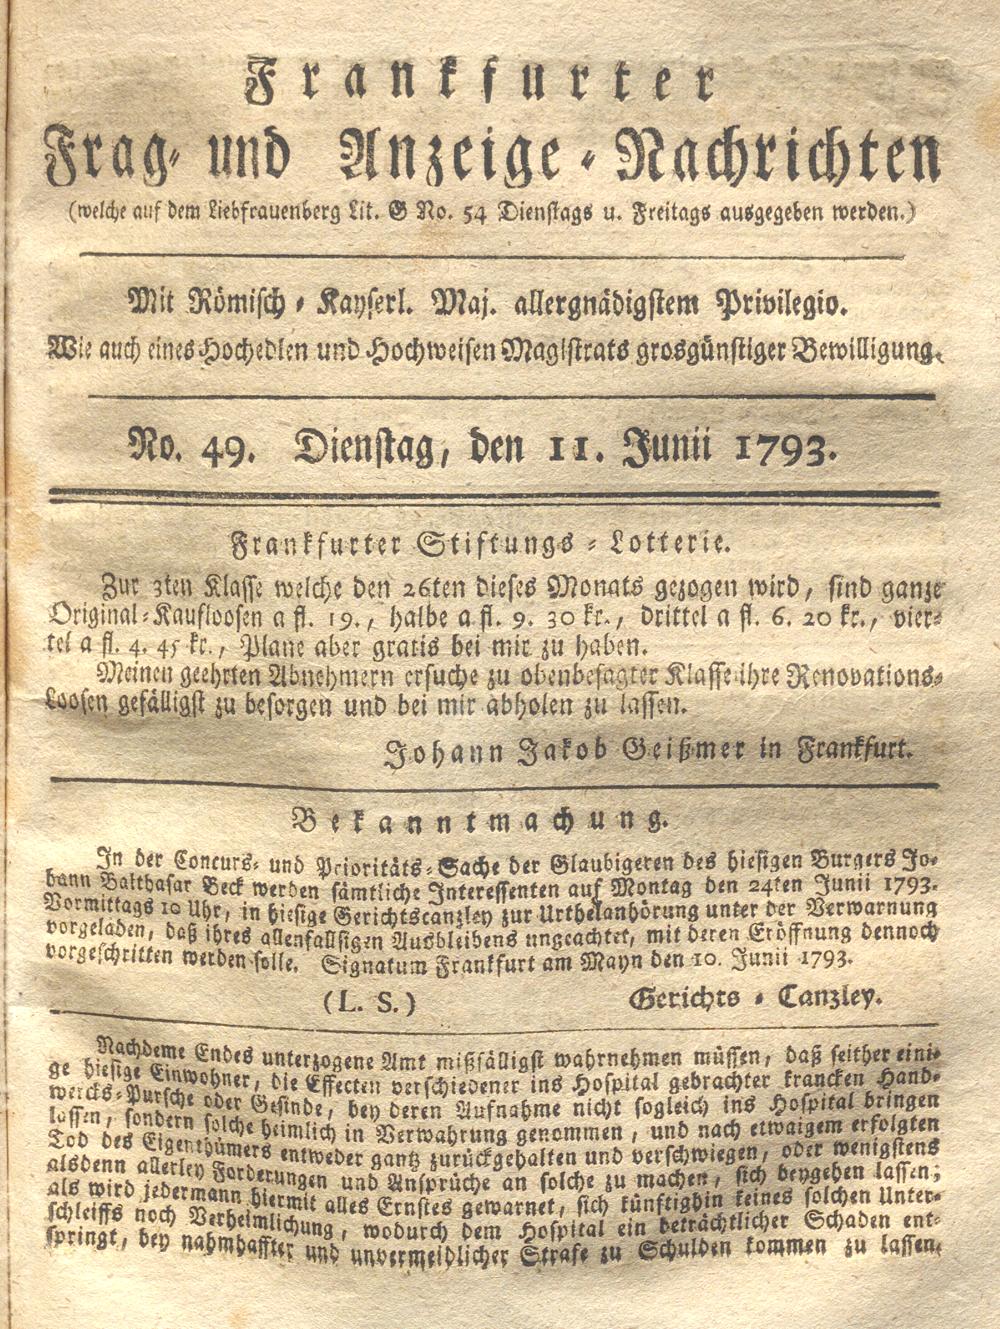 Frankfurter
Frag- und Anzeige-Nachrichten
(welche auf dem Liebfrauenberg Lit. G No. 54 Dienstags u. Freitags ausgegeben werden.)
Mit Römisch-Kayserl. Maj. allergnädigstem Privilegio.
Wie auch eines Hochedlen und Hochweisen Magistrats grosgünstiger Bewilligung.
No. 49. Dienstag, den 11. Junii 1793.
Frankfurter Stiftungs-Lotterie.
Zur 3ten Klasse welche den 26ten dieses Monats gezogen wird, sind ganze
Original-Kaufloosen a fl. 19., halbe a fl. 9. 30 kr., drittel a fl. 6. 20 kr., vier-
tel a fl. 4. 45 kr., Plane aber gratis bei mir zu haben.
Meinen geehrten Abnehmern ersuche zu obenbesagter Klasse ihre Renovations-
Loosen gefälligst zu besorgen und bei mir abholen zu lassen.
Johann Jakob Geißmer in Frankfurt.
Bekanntmachung.
In der Concurs- und Prioritäts-Sache der Glaubigeren des hiesigen Burgers Jo-
hann Balthasar Beck werden sämtliche Interessenten auf Montag den 24ten Junii 1793.
Vormittags 10 Uhr, in hiesige Gerichtscanzley zur Urthelanhörung unter der Verwarnung
vorgeladen, daß ihres allenfallsigen Ausbleibens ungeachtet, mit deren Eröffnung dennoch
vorgeschritten werden solle. Signatum Frankfurt am Mayn den 10. Junii 1793.
(L. S.) Gerichts-Canzley.
Nachdeme Endes unterzogene Amt mißfälligst wahrnehmen müssen, daß seither eini-
ge hiesige Einwohner, die Effecten verschiedener ins Hospital gebrachter krancken Hand-
wercks-Pursche oder Gesinde, bey deren Aufnahme nicht sogleich ins Hospital bringen
lassen, sondern solche heimlich in Verwahrung genommen, und nach etwaigem erfolgten
Tod des Eigenthümers entweder gantz zurückgehalten und verschwiegen, oder wenigstens
alsdenn allerley Forderungen und Ansprüche an solche zu machen, sich beygehen lassen;
als wird jedermann hiermit alles Ernstes gewarnet, sich künftighin keines solchen Unter-
schleiffs noch Verheimlichung, wodurch dem Hospital ein beträchtlicher Schaden ent-
springt, bey nahmhaffter und unvermeidlicher Strafe zu Schulden kommen zu lassen.